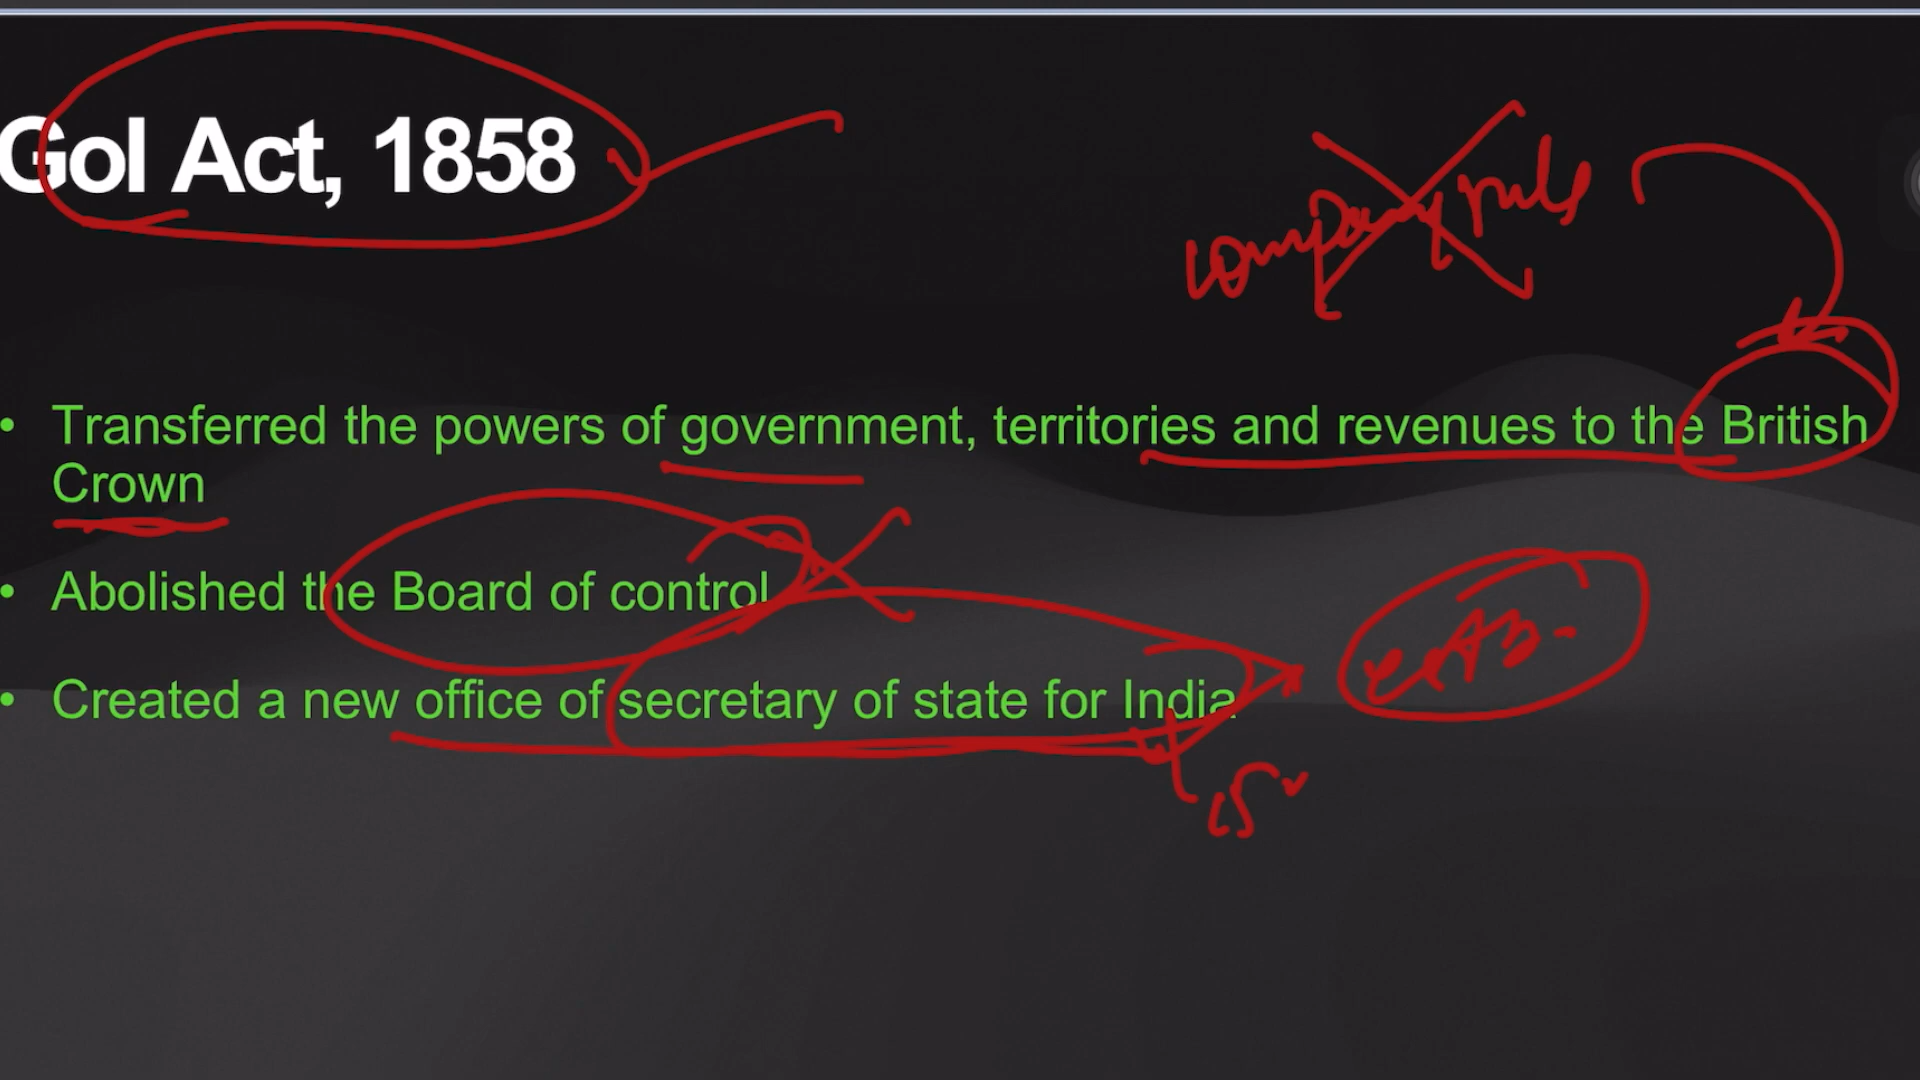 GoI Act, 1858
company rule
• Transferred the powers of government, territories and revenues to the British
Crown
• Abolished the Board of control
• Created a new office of secretary of state for India